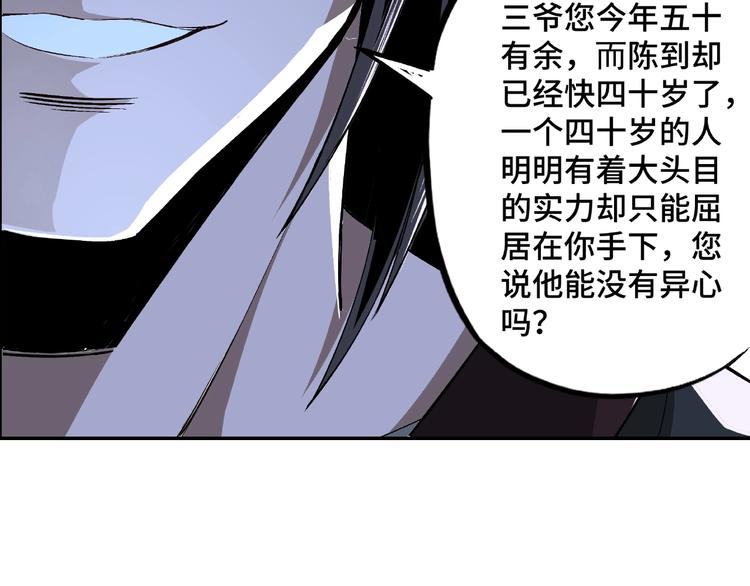 三爷您今年五十
有余，而陈到却
已经快四十岁了，
一个四十岁的人
明明有着大头目
的实力却只能屈
居在你手下，您
说他能没有异心
吗？